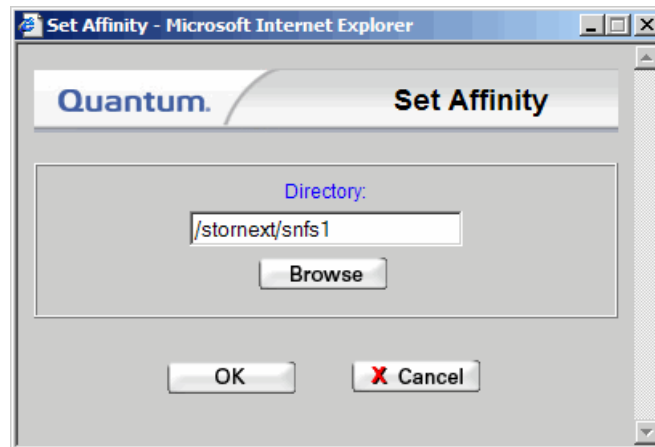 Set Affinity - Microsoft Internet Explorer
Quantum. Set Affinity
Directory:
/stornext/snfs1
Browse
OK X Cancel